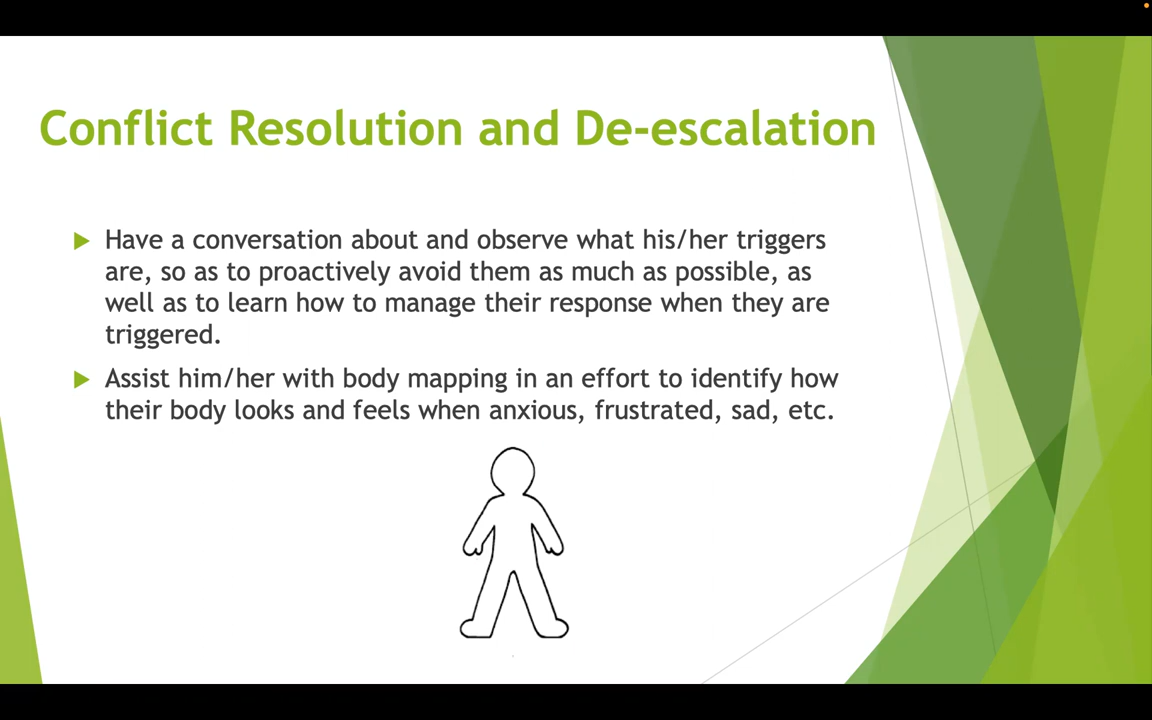 Conflict Resolution and De-escalation
Have a conversation about and observe what his/her triggers
are, so as to proactively avoid them as much as possible, as
well as to learn how to manage their response when they are
triggered.
Assist him/her with body mapping in an effort to identify how
their body looks and feels when anxious, frustrated, sad, etc.